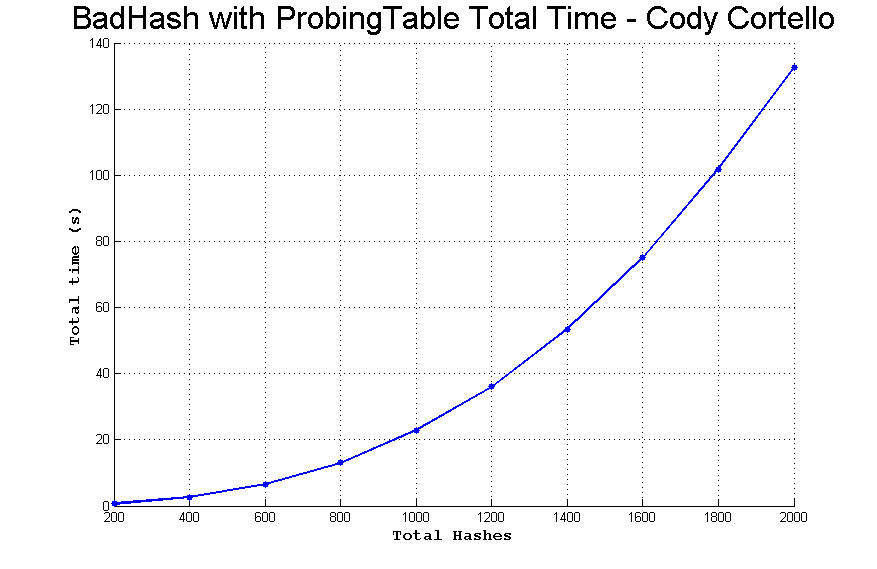 BadHash with ProbingTable Total Time - Cody Cortello
140
120
100
80
60
40
20
0
Total time (s)
200 400 600 800 1000 1200 1400 1600 1800 2000
Total Hashes